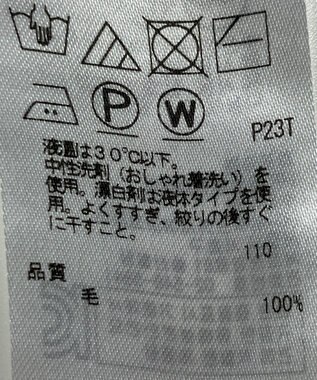 P
W
P23T
液温は30℃以下。
中性洗剤（おしゃれ着洗い）を
使用。漂白剤は液体タイプを使
用。よくすすぎ、絞りの後すぐ
に干すこと。
110
品質
毛 100%